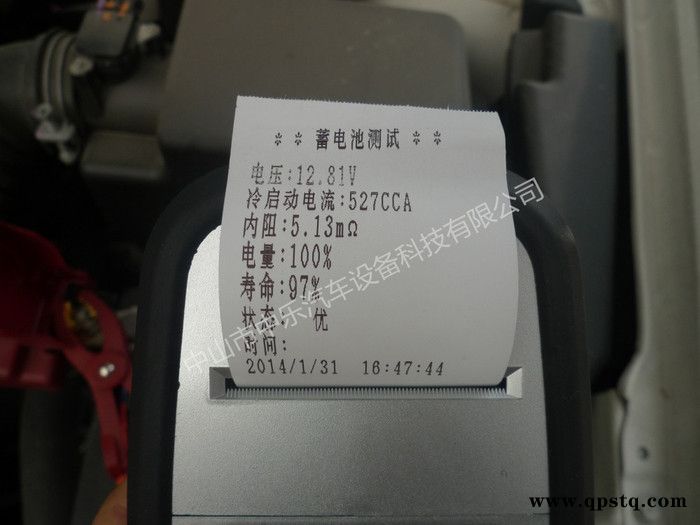 ** 蓄电池测试 **
电压:12.81V
冷启动电流:527CCA
内阻:5.13mΩ
电量:100%
寿命:97%
状态: 优
时间:
2014/1/31 16:47:44
中山市中乐汽车设备科技有限公司
www.qpstq.com